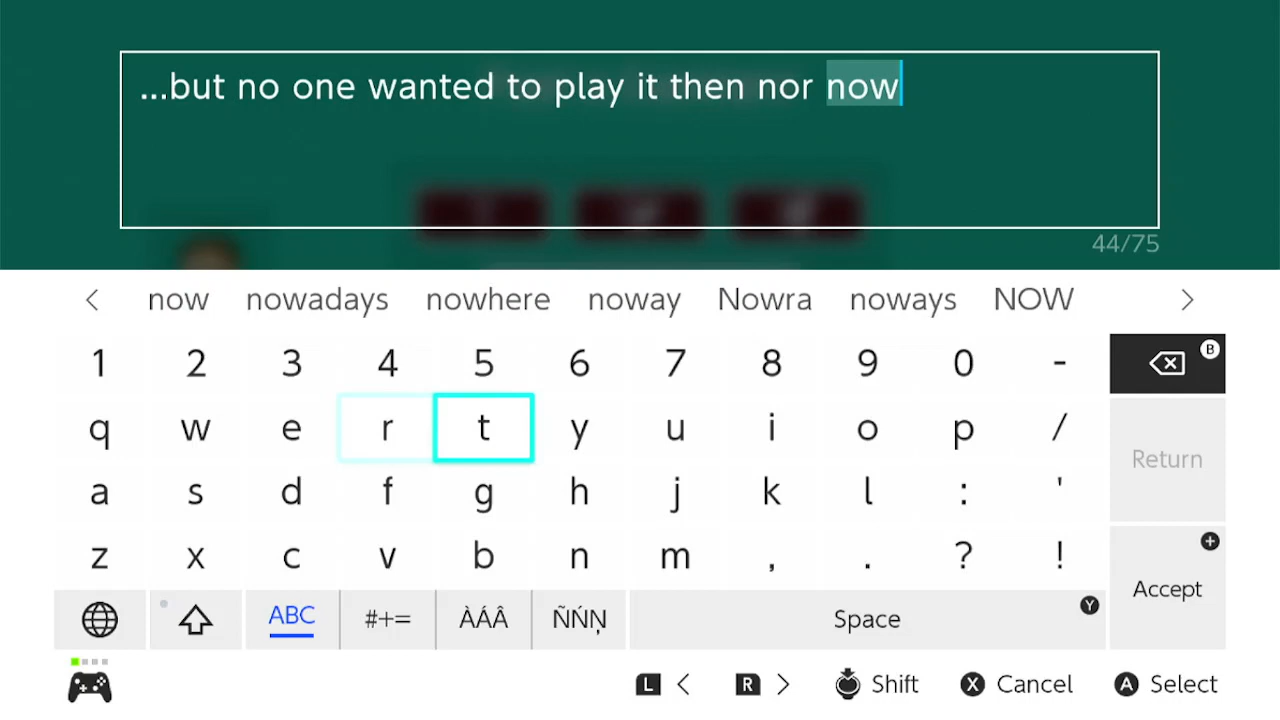 ...but no one wanted to play it then nor now
44/75
now nowadays nowhere noway Nowra noways NOW
1 2 3 4 5 6 7 8 9 0 - B
q w e r t y u i o p / Return
a s d f g h j k l : '
z x c v b n m , . ? ! + Accept
ABC #+= ÀÁÂ ÑŃŅ Space Y
L R Shift X Cancel A Select